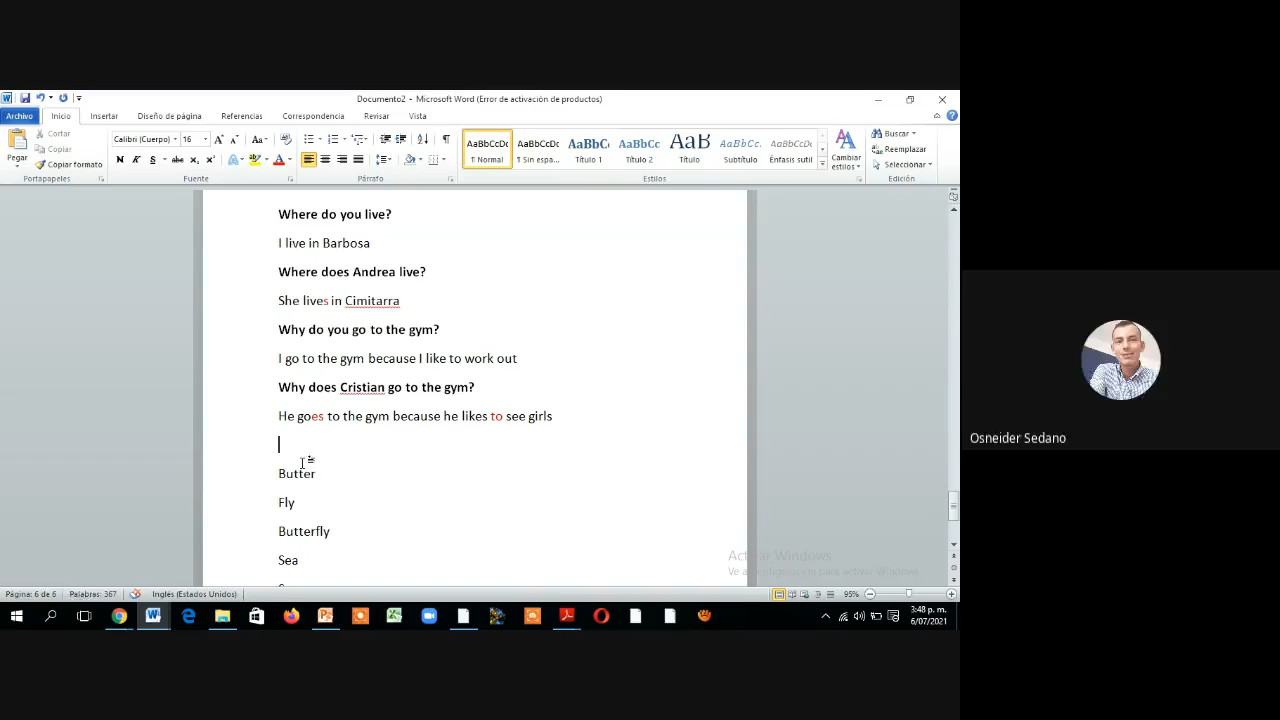 Documento2 - Microsoft Word (Error de activación de productos)
Archivo Inicio Insertar Diseño de página Referencias Correspondencia Revisar Vista
Pegar
Cortar
Copiar
Copiar formato
Portapapeles
Calibri (Cuerpo) 16
Fuente
Párrafo
AaBbCcDc AaBbCcDc AaBbC AaBbCc AaB AaBbCc. AaBbCcDc
¶ Normal ¶ Sin espa... Título 1 Título 2 Título Subtítulo Énfasis sutil
Cambiar estilos
Estilos
Buscar
Reemplazar
Seleccionar
Edición
Where do you live?
I live in Barbosa
Where does Andrea live?
She lives in Cimitarra
Why do you go to the gym?
I go to the gym because I like to work out
Why does Cristian go to the gym?
He goes to the gym because he likes to see girls
Butter
Fly
Butterfly
Sea
Activar Windows
Ve a Configuración para activar Windows.
Página: 6 de 6 Palabras: 367 Inglés (Estados Unidos) 95%
3:48 p. m.
6/07/2021
Osneider Sedano